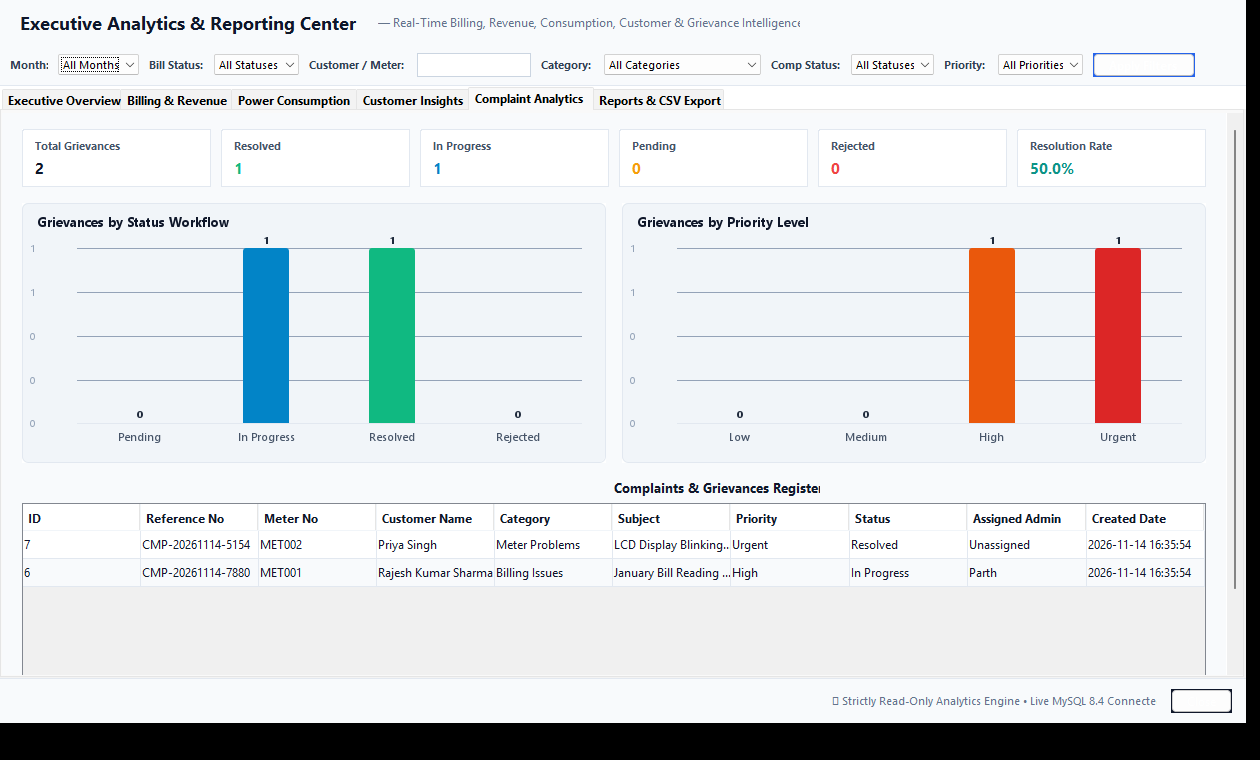 Executive Analytics & Reporting Center — Real-Time Billing, Revenue, Consumption, Customer & Grievance Intelligence
Month: All Months Bill Status: All Statuses Customer / Meter: Category: All Categories Comp Status: All Statuses Priority: All Priorities
Executive Overview Billing & Revenue Power Consumption Customer Insights Complaint Analytics Reports & CSV Export
Total Grievances Resolved In Progress Pending Rejected Resolution Rate
2 1 1 0 0 50.0%
Grievances by Status Workflow
1 1
1
1
0
0
0 0 0
Pending In Progress Resolved Rejected
Grievances by Priority Level
1 1
1
1
0
0
0 0 0
Low Medium High Urgent
Complaints & Grievances Register
ID Reference No Meter No Customer Name Category Subject Priority Status Assigned Admin Created Date
7 CMP-20261114-5154 MET002 Priya Singh Meter Problems LCD Display Blinking... Urgent Resolved Unassigned 2026-11-14 16:35:54
6 CMP-20261114-7880 MET001 Rajesh Kumar Sharma Billing Issues January Bill Reading ... High In Progress Parth 2026-11-14 16:35:54
Strictly Read-Only Analytics Engine • Live MySQL 8.4 Connecte